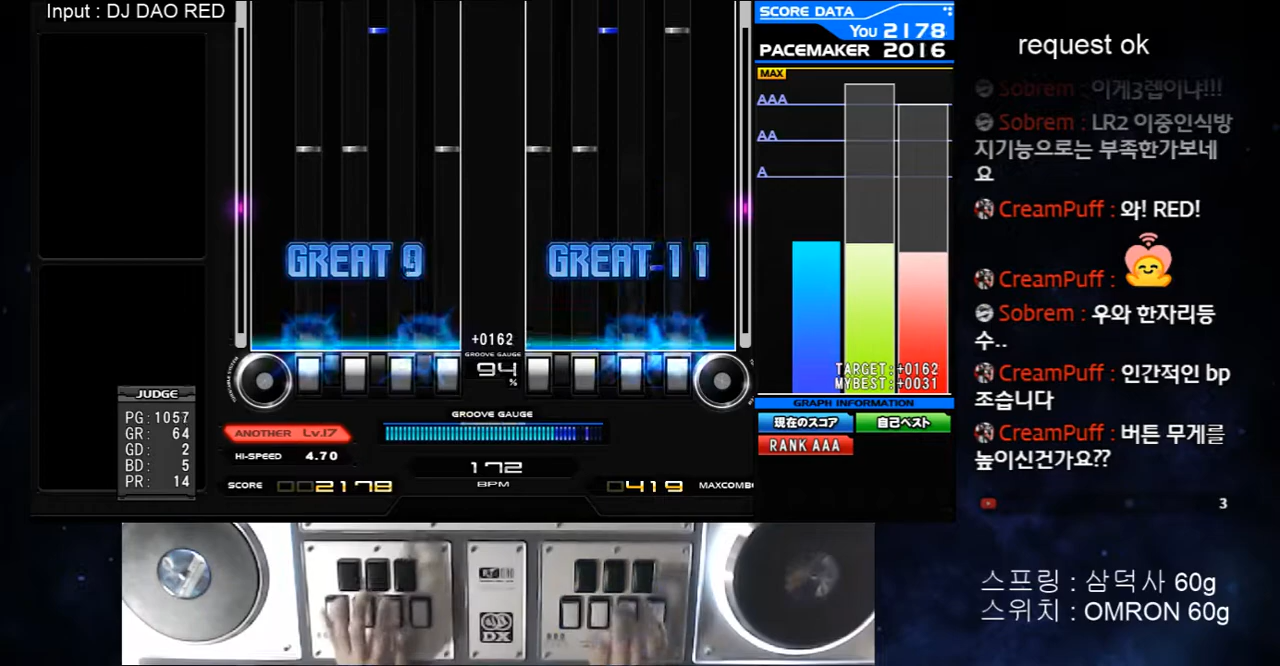 Input : DJ DAO RED
SCORE DATA
You 2178
PACEMAKER 2016
MAX
AAA
AA
A
GREAT 9
GREAT 11
+0162
GROOVE GAUGE
94
%
TARGET:+0162
MYBEST:+0031
GRAPH INFORMATION
現在のスコア
自己ベスト
RANK AAA
JUDGE
PG: 1057
GR: 64
GD: 2
BD: 5
PR: 14
GROOVE GAUGE
ANOTHER Lv.17
HI-SPEED 4.70
172
BPM
SCORE 002178
0419 MAXCOMBO
DX
request ok
Sobrem : 이게3렙이냐!!!
Sobrem : LR2 이중인식방
지기능으로는 부족한가보네
요
CreamPuff : 와! RED!
CreamPuff :
Sobrem : 우와 한자리등
수..
CreamPuff : 인간적인 bp
조습니다
CreamPuff : 버튼 무게를
높이신건가요??
3
스프링 : 삼덕사 60g
스위치 : OMRON 60g